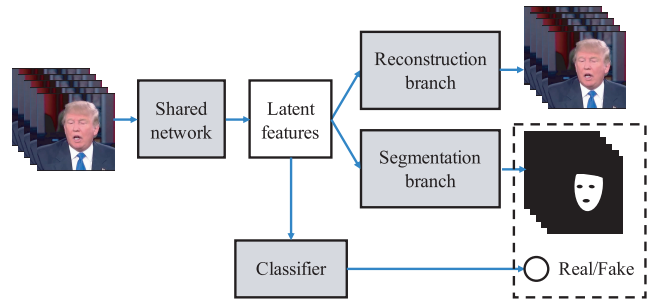 Reconstruction
branch
Shared
network
Latent
features
Segmentation
branch
Classifier
Real/Fake